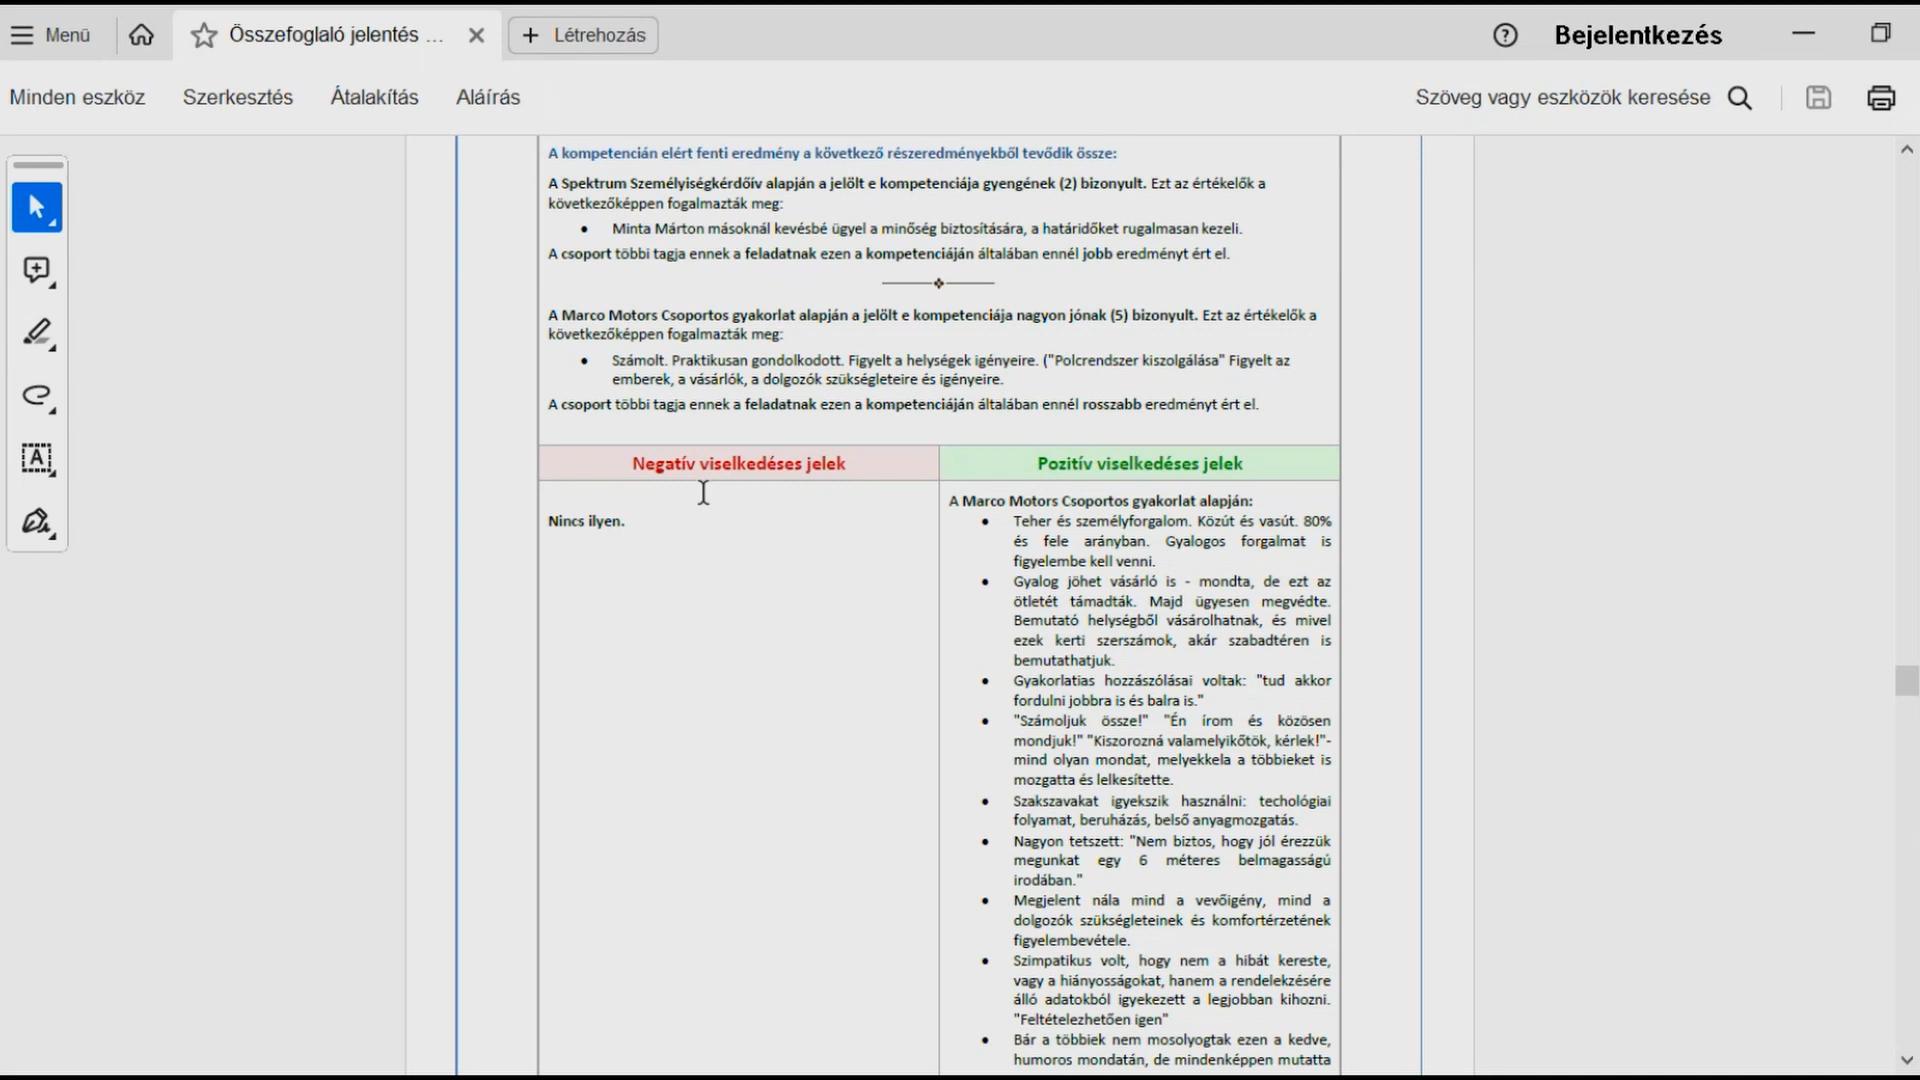 Menü
Összefoglaló jelentés ...
Létrehozás
Bejelentkezés
Minden eszköz
Szerkesztés
Átalakítás
Aláírás
Szöveg vagy eszközök keresése
A kompetencián elért fenti eredmény a következő részeredményekből tevődik össze:
A Spektrum Személyiségkérdőív alapján a jelölt e kompetenciája gyengének (2) bizonyult. Ezt az értékelők a
következőképpen fogalmazták meg:
• Minta Márton másoknál kevésbé ügyel a minőség biztosítására, a határidőket rugalmasan kezeli.
A csoport többi tagja ennek a feladatnak ezen a kompetenciáján általában ennél jobb eredményt ért el.
A Marco Motors Csoportos gyakorlat alapján a jelölt e kompetenciája nagyon jónak (5) bizonyult. Ezt az értékelők a
következőképpen fogalmazták meg:
• Számolt. Praktikusan gondolkodott. Figyelt a helységek igényeire. ("Polcrendszer kiszolgálása" Figyelt az
emberek, a vásárlók, a dolgozók szükségleteire és igényeire.
A csoport többi tagja ennek a feladatnak ezen a kompetenciáján általában ennél rosszabb eredményt ért el.
Negatív viselkedéses jelek
Nincs ilyen.
Pozitív viselkedéses jelek
A Marco Motors Csoportos gyakorlat alapján:
• Teher és személyforgalom. Közút és vasút. 80%
és fele arányban. Gyalogos forgalmat is
figyelembe kell venni.
• Gyalog jöhet vásárló is - mondta, de ezt az
ötletét támadták. Majd ügyesen megvédte.
Bemutató helységből vásárolhatnak, és mivel
ezek kerti szerszámok, akár szabadtéren is
bemutathatjuk.
• Gyakorlatias hozzászólásai voltak: "tud akkor
fordulni jobbra is és balra is."
• "Számoljuk össze!" "Én írom és közösen
mondjuk!" "Kiszorozná valamelyikőtök, kérlek!"-
mind olyan mondat, melyekkela a többieket is
mozgatta és lelkesítette.
• Szakszavakat igyekszik használni: techológiai
folyamat, beruházás, belső anyagmozgatás.
• Nagyon tetszett: "Nem biztos, hogy jól érezzük
megunkat egy 6 méteres belmagasságú
irodában."
• Megjelent nála mind a vevőigény, mind a
dolgozók szükségleteinek és komfortérzetének
figyelembevétele.
• Szimpatikus volt, hogy nem a hibát kereste,
vagy a hiányosságokat, hanem a rendelekzésére
álló adatokból igyekezett a legjobban kihozni.
"Feltételezhetően igen"
• Bár a többiek nem mosolyogtak ezen a kedve,
humoros mondatán, de mindenképpen mutatta